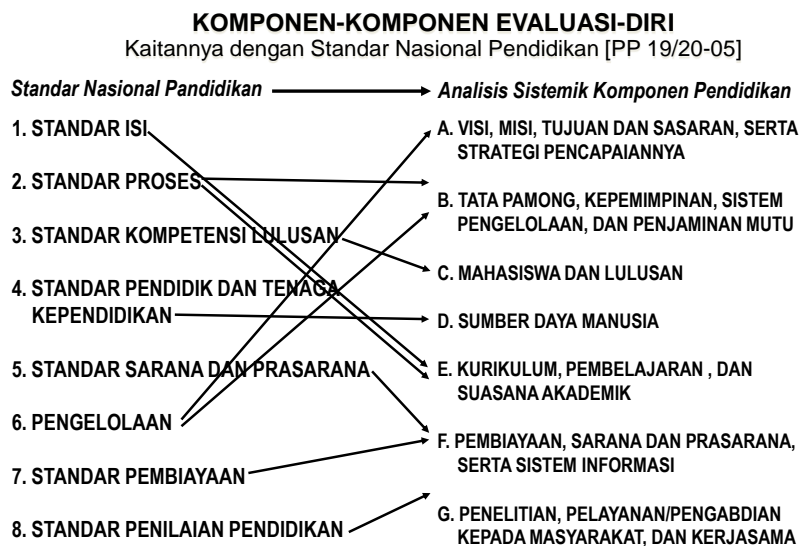 KOMPONEN-KOMPONEN EVALUASI-DIRI
Kaitannya dengan Standar Nasional Pendidikan [PP 19/20-05]
Standar Nasional Pandidikan
1. STANDAR ISI
2. STANDAR PROSES
3. STANDAR KOMPETENSI LULUSAN
4. STANDAR PENDIDIK DAN TENAGA
KEPENDIDIKAN
5. STANDAR SARANA DAN PRASARANA
6. PENGELOLAAN
7. STANDAR PEMBIAYAAN
8. STANDAR PENILAIAN PENDIDIKAN
Analisis Sistemik Komponen Pendidikan
A. VISI, MISI, TUJUAN DAN SASARAN, SERTA
STRATEGI PENCAPAIANNYA
B. TATA PAMONG, KEPEMIMPINAN, SISTEM
PENGELOLAAN, DAN PENJAMINAN MUTU
C. MAHASISWA DAN LULUSAN
D. SUMBER DAYA MANUSIA
E. KURIKULUM, PEMBELAJARAN , DAN
SUASANA AKADEMIK
F. PEMBIAYAAN, SARANA DAN PRASARANA,
SERTA SISTEM INFORMASI
G. PENELITIAN, PELAYANAN/PENGABDIAN
KEPADA MASYARAKAT, DAN KERJASAMA